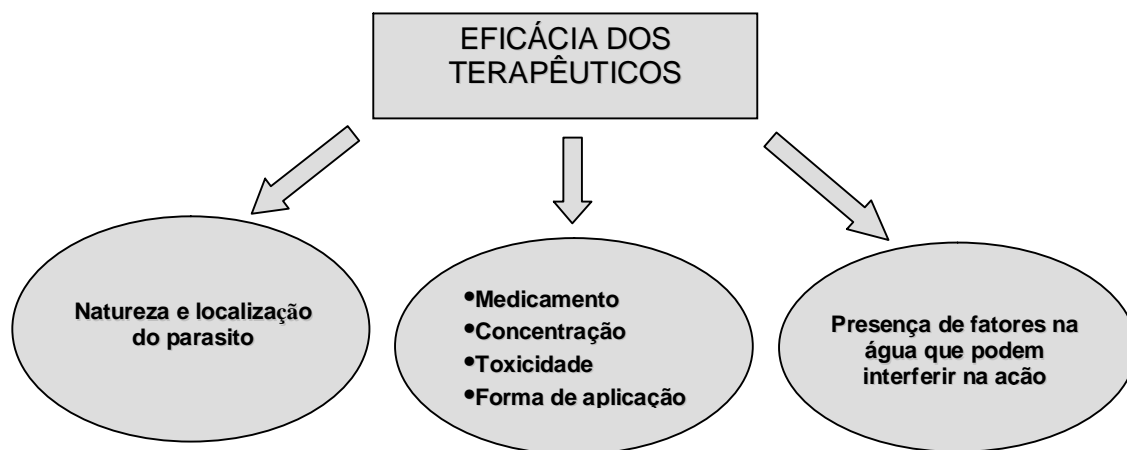 EFICÁCIA DOS
TERAPÊUTICOS
Natureza e localização
do parasito
•Medicamento
•Concentração
•Toxicidade
•Forma de aplicação
Presença de fatores na
água que podem
interferir na acão